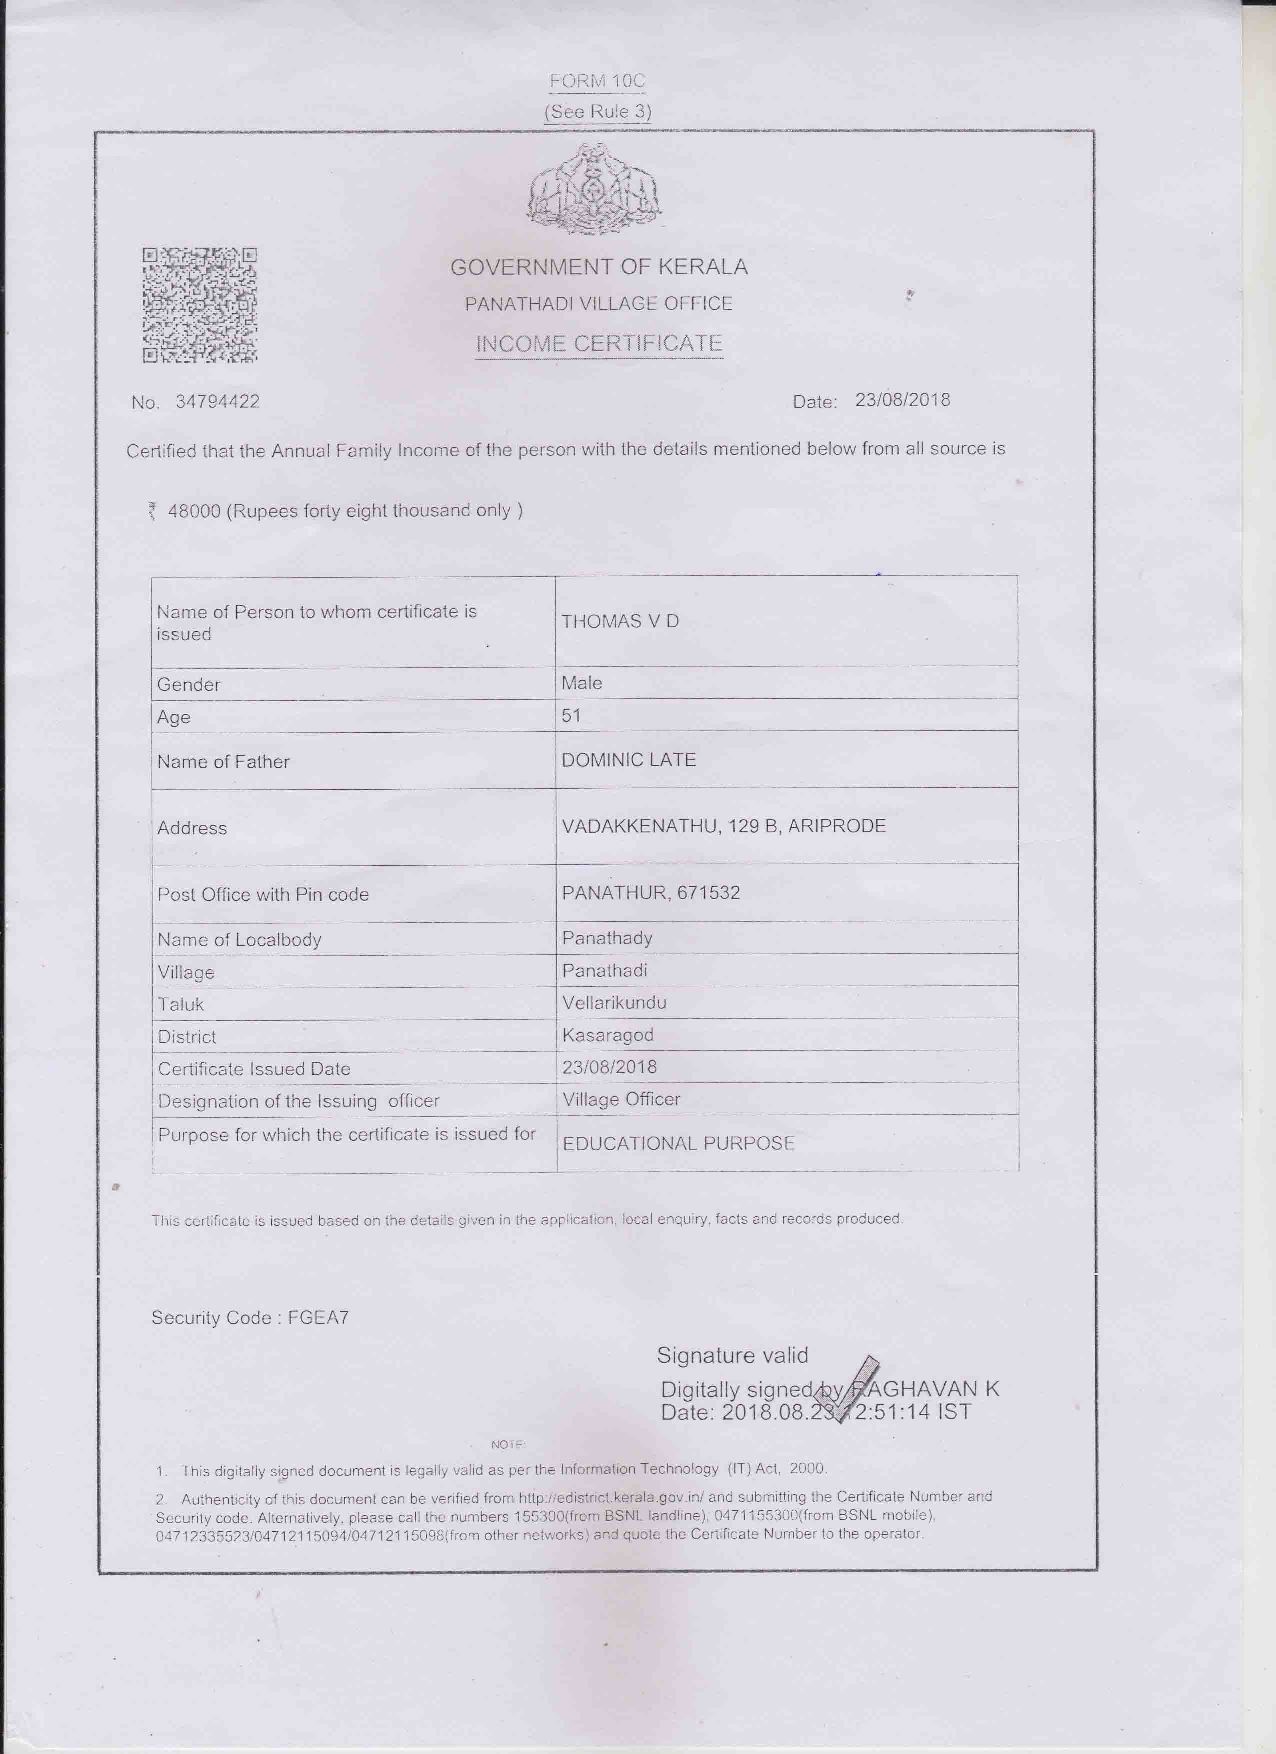 FORM 10C
(See Rule 3)
GOVERNMENT OF KERALA
PANATHADI VILLAGE OFFICE
INCOME CERTIFICATE
No. 34794422
Date: 23/08/2018
Certified that the Annual Family Income of the person with the details mentioned below from all source is
₹ 48000 (Rupees forty eight thousand only )
Name of Person to whom certificate is
issued
THOMAS V D
Gender Male
Age 51
Name of Father DOMINIC LATE
Address VADAKKENATHU, 129 B, ARIPRODE
Post Office with Pin code PANATHUR, 671532
Name of Localbody Panathady
Village Panathadi
Taluk Vellarikundu
District Kasaragod
Certificate Issued Date 23/08/2018
Designation of the Issuing officer Village Officer
Purpose for which the certificate is issued for EDUCATIONAL PURPOSE
This certificate is issued based on the details given in the application, local enquiry, facts and records produced.
Security Code : FGEA7
Signature valid
Digitally signed by RAGHAVAN K
Date: 2018.08.23 12:51:14 IST
NOTE:
1. This digitally signed document is legally valid as per the Information Technology (IT) Act, 2000.
2. Authenticity of this document can be verified from http://edistrict.kerala.gov.in/ and submitting the Certificate Number and
Security code. Alternatively, please call the numbers 155300(from BSNL landline), 0471155300(from BSNL mobile),
04712335523/04712115094/04712115098(from other networks) and quote the Certificate Number to the operator.